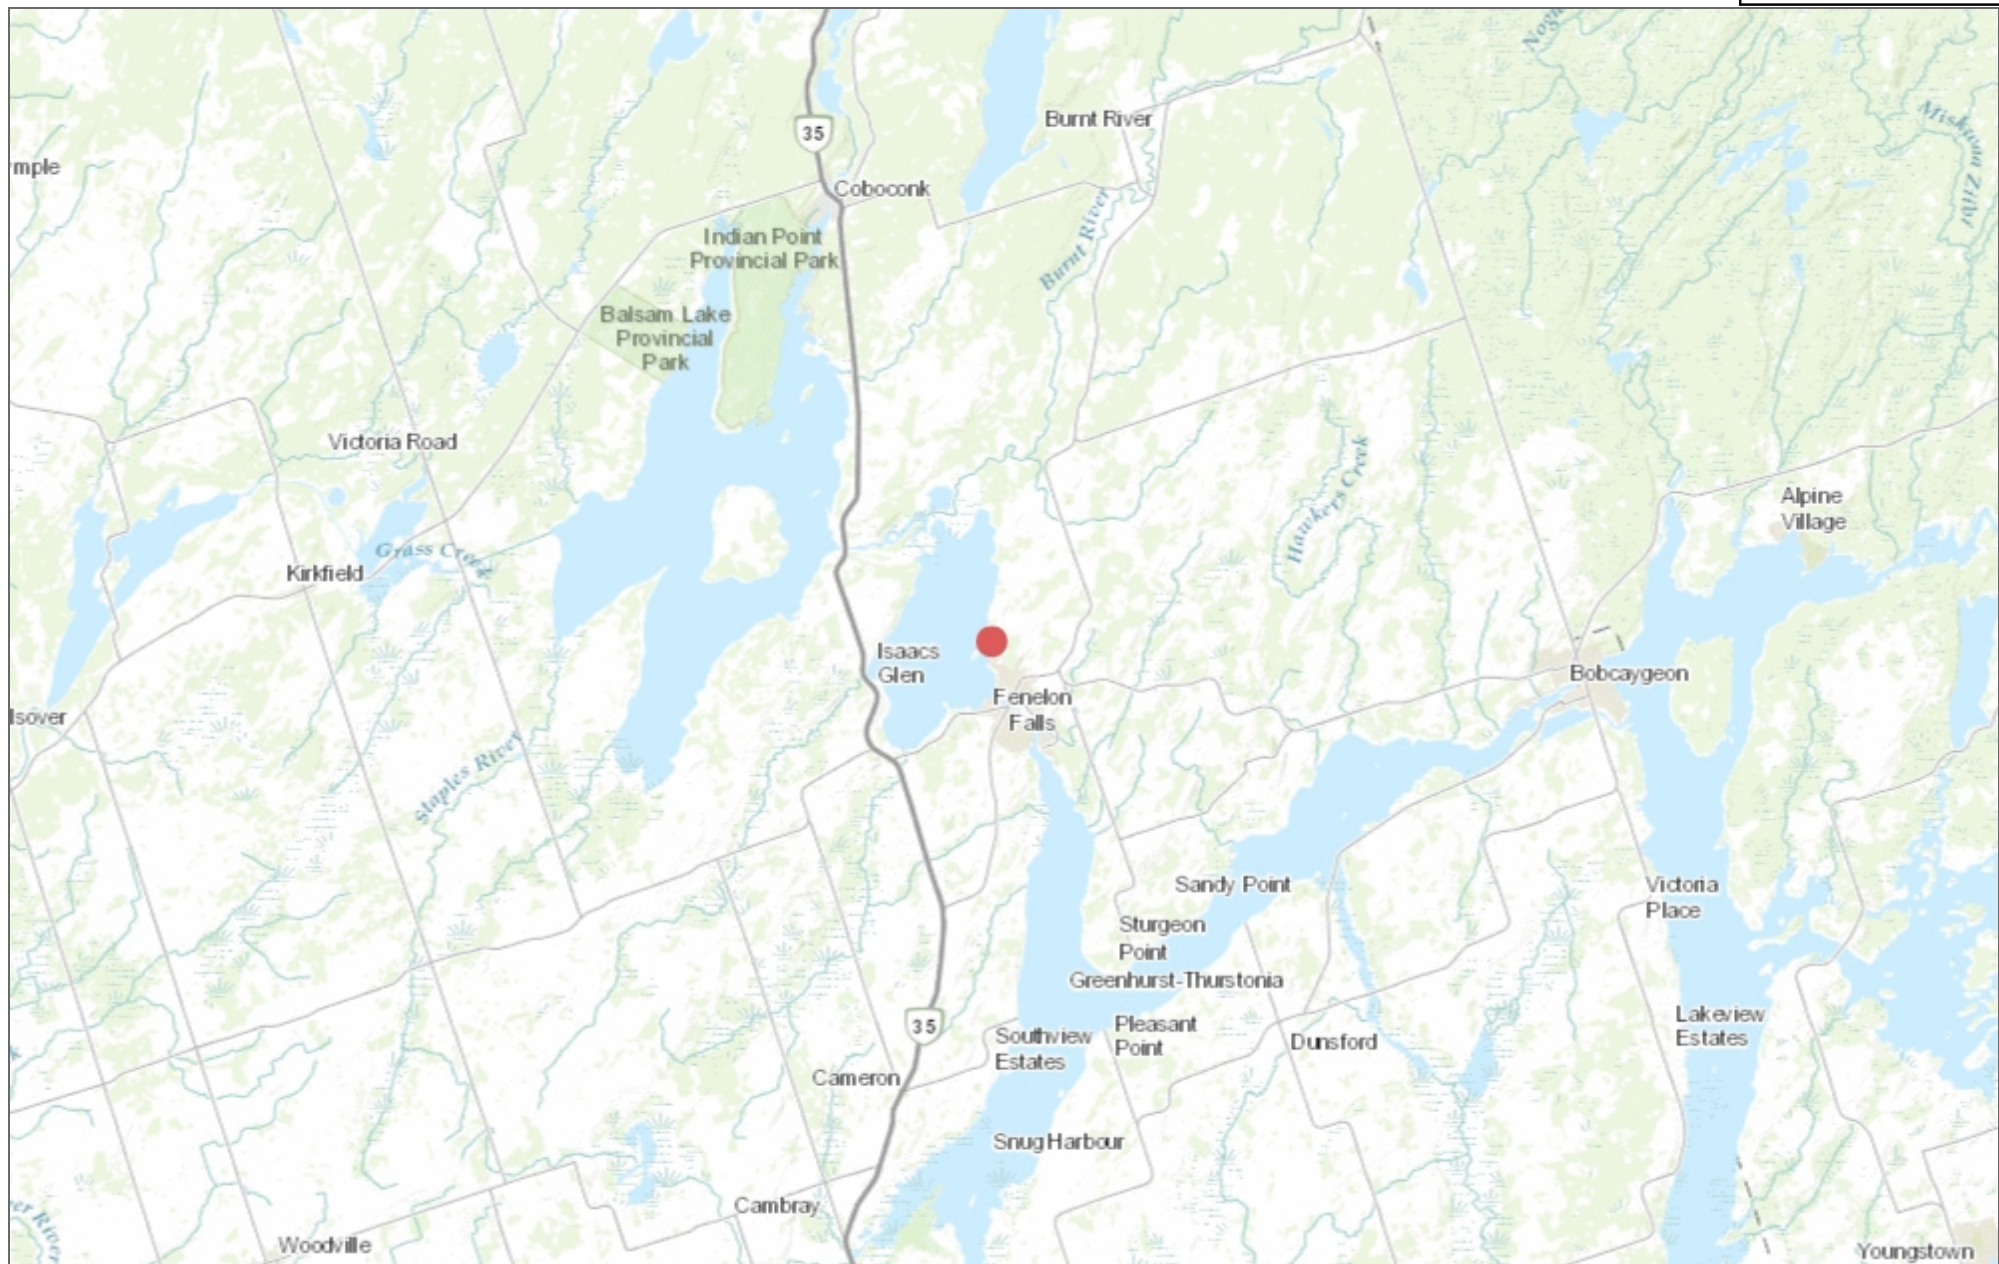 Burnt River
35
mple
Coboconk
Indian Point
Provincial Park
Burnt River
Balsam Lake
Provincial
Park
Victoria Road
Hawkers Creek
Alpine
Village
Grass Creek
Kirkfield
Isaacs
Glen
Bobcaygeon
Fenelon
Falls
lsover
Staples River
Sandy Point
Victoria
Place
Sturgeon
Point
Greenhurst-Thurstonia
Lakeview
Estates
35
Pleasant
Point
Southview
Estates
Dunsford
Cameron
Snug Harbour
Cambray
er River
Woodville
Youngstown